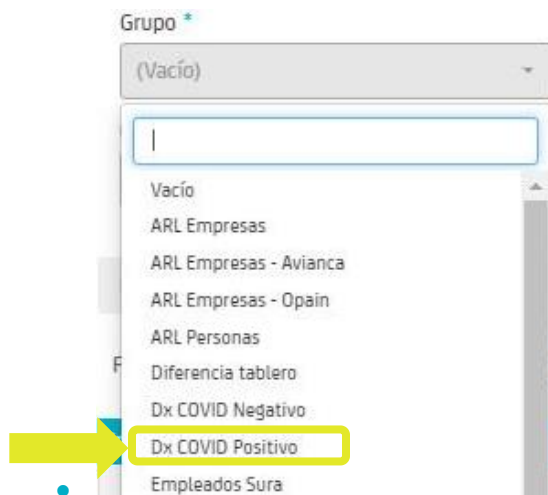 Grupo *
(Vacío)
Vacío
ARL Empresas
ARL Empresas - Avianca
ARL Empresas - Opain
ARL Personas
F
Diferencia tablero
Dx COVID Negativo
Dx COVID Positivo
Empleados Sura